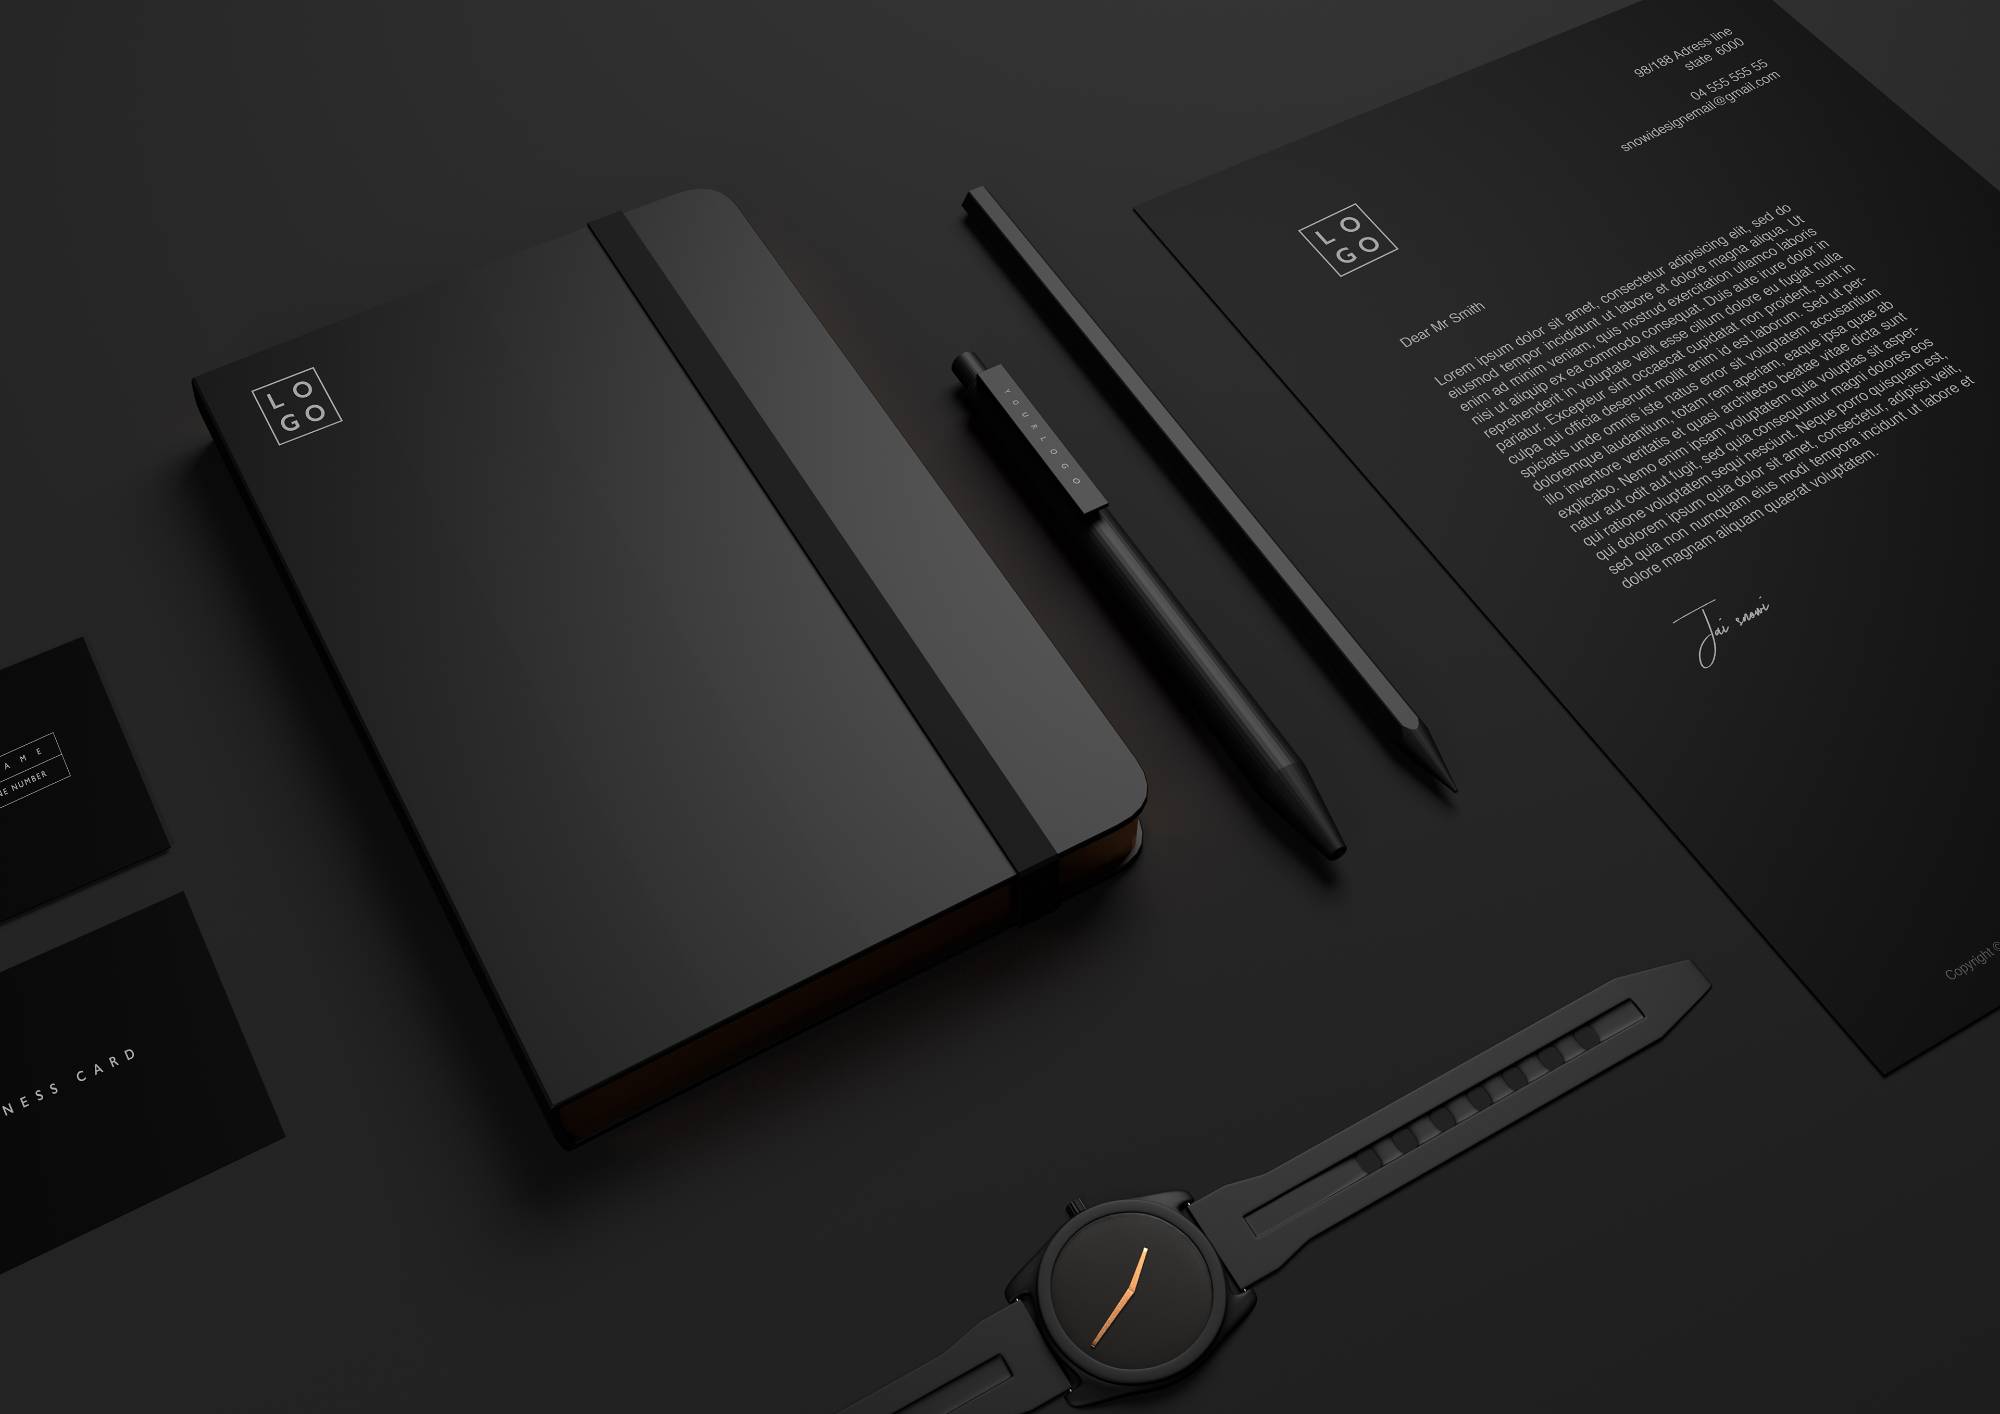 98/188 Adress line
state 6000
04 555 555 55
snowidesignemail@gmail.com
LO
GO
Dear Mr Smith
Lorem ipsum dolor sit amet, consectetur adipisicing elit, sed do
eiusmod tempor incididunt ut labore et dolore magna aliqua. Ut
enim ad minim veniam, quis nostrud exercitation ullamco laboris
nisi ut aliquip ex ea commodo consequat. Duis aute irure dolor in
reprehenderit in voluptate velit esse cillum dolore eu fugiat nulla
pariatur. Excepteur sint occaecat cupidatat non proident, sunt in
culpa qui officia deserunt mollit anim id est laborum. Sed ut per-
spiciatis unde omnis iste natus error sit voluptatem accusantium
doloremque laudantium, totam rem aperiam, eaque ipsa quae ab
illo inventore veritatis et quasi architecto beatae vitae dicta sunt
explicabo. Nemo enim ipsam voluptatem quia voluptas sit asper-
natur aut odit aut fugit, sed quia consequuntur magni dolores eos
qui ratione voluptatem sequi nesciunt. Neque porro quisquam est,
qui dolorem ipsum quia dolor sit amet, consectetur, adipisci velit,
sed quia non numquam eius modi tempora incidunt ut labore et
dolore magnam aliquam quaerat voluptatem.
Jai snowi
Copyright ©
LO
GO
YOUR LOGO
AME
NE NUMBER
NESS CARD